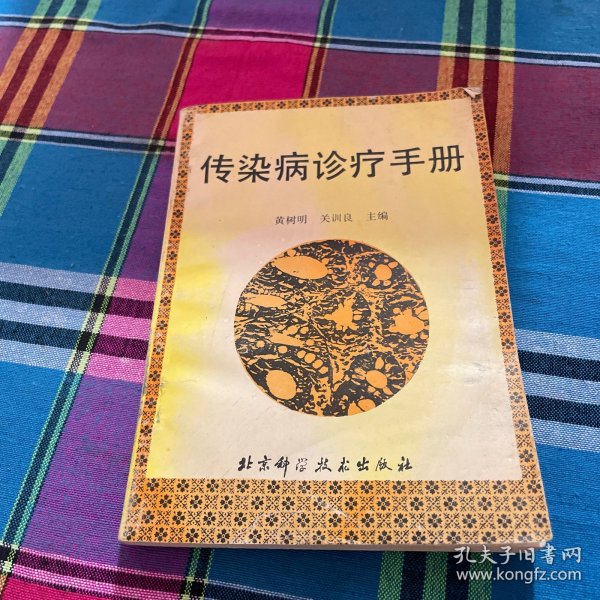 传染病诊疗手册
黄树明 关训良 主编
北京科学技术出版社
孔夫子旧书网
www.kongfz.com